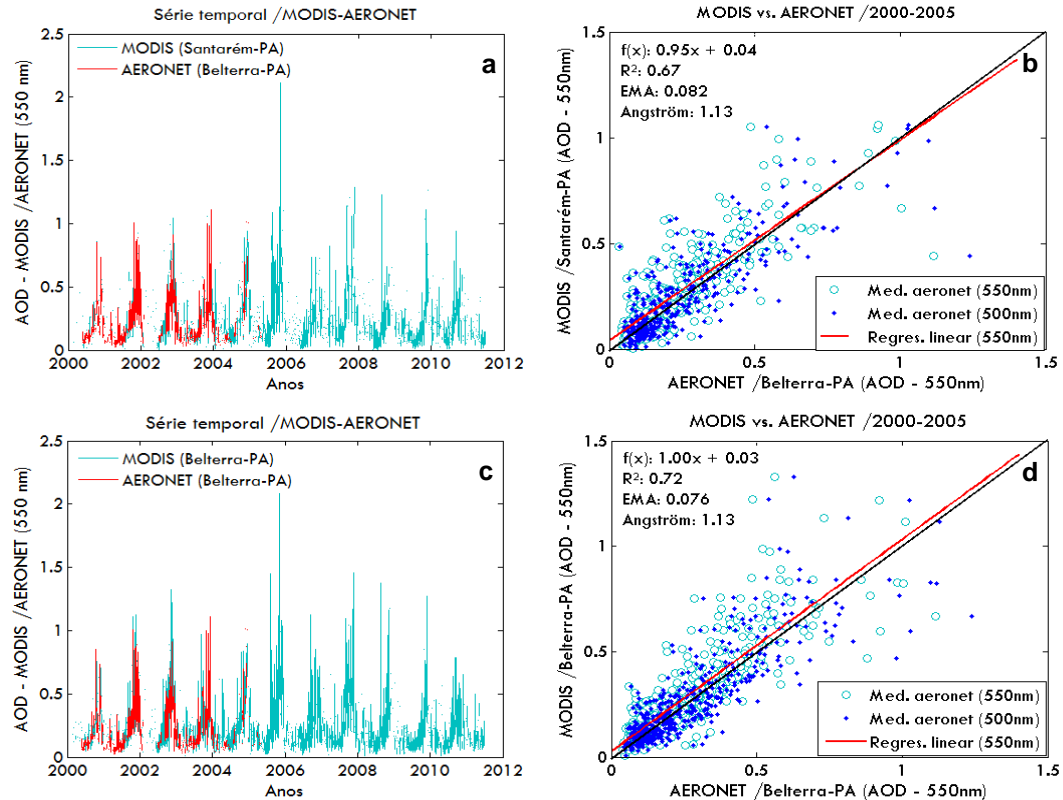 Série temporal /MODIS-AERONET
MODIS (Santarém-PA)
AERONET (Belterra-PA)
a
AOD - MODIS /AERONET (550 nm)
2.5
2
1.5
1
0.5
0
2000 2002 2004 2006 2008 2010 2012
Anos
MODIS vs. AERONET /2000-2005
f(x): 0.95x + 0.04
R²: 0.67
EMA: 0.082
Angström: 1.13
b
MODIS /Santarém-PA (AOD - 550nm)
1.5
1
0.5
0
Med. aeronet (550nm)
Med. aeronet (500nm)
Regres. linear (550nm)
0 0.5 1 1.5
AERONET /Belterra-PA (AOD - 550nm)
Série temporal /MODIS-AERONET
MODIS (Belterra-PA)
AERONET (Belterra-PA)
c
AOD - MODIS /AERONET (550 nm)
2.5
2
1.5
1
0.5
0
2000 2002 2004 2006 2008 2010 2012
Anos
MODIS vs. AERONET /2000-2005
f(x): 1.00x + 0.03
R²: 0.72
EMA: 0.076
Angström: 1.13
d
MODIS /Belterra-PA (AOD - 550nm)
1.5
1
0.5
0
Med. aeronet (550nm)
Med. aeronet (500nm)
Regres. linear (550nm)
0 0.5 1 1.5
AERONET /Belterra-PA (AOD - 550nm)